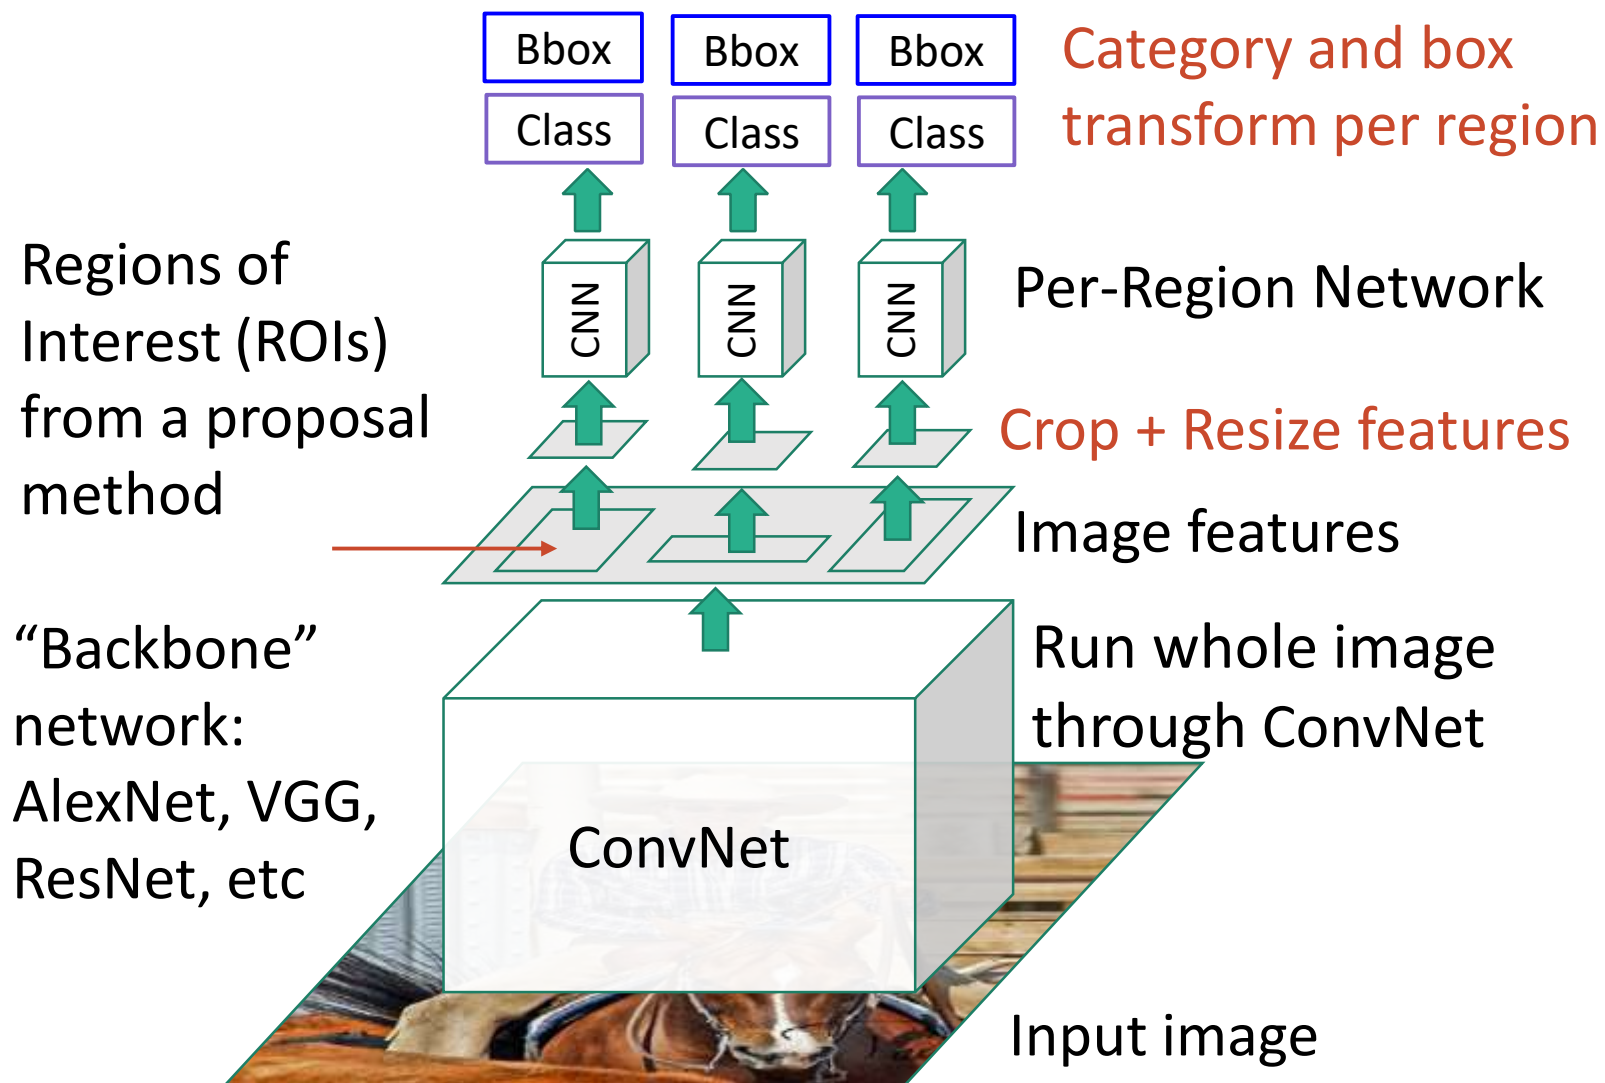 Bbox Bbox Bbox
Class Class Class
Category and box
transform per region
Regions of
Interest (ROIs)
from a proposal
method
CNN CNN CNN
Per-Region Network
Crop + Resize features
Image features
“Backbone”
network:
AlexNet, VGG,
ResNet, etc
Run whole image
through ConvNet
ConvNet
Input image